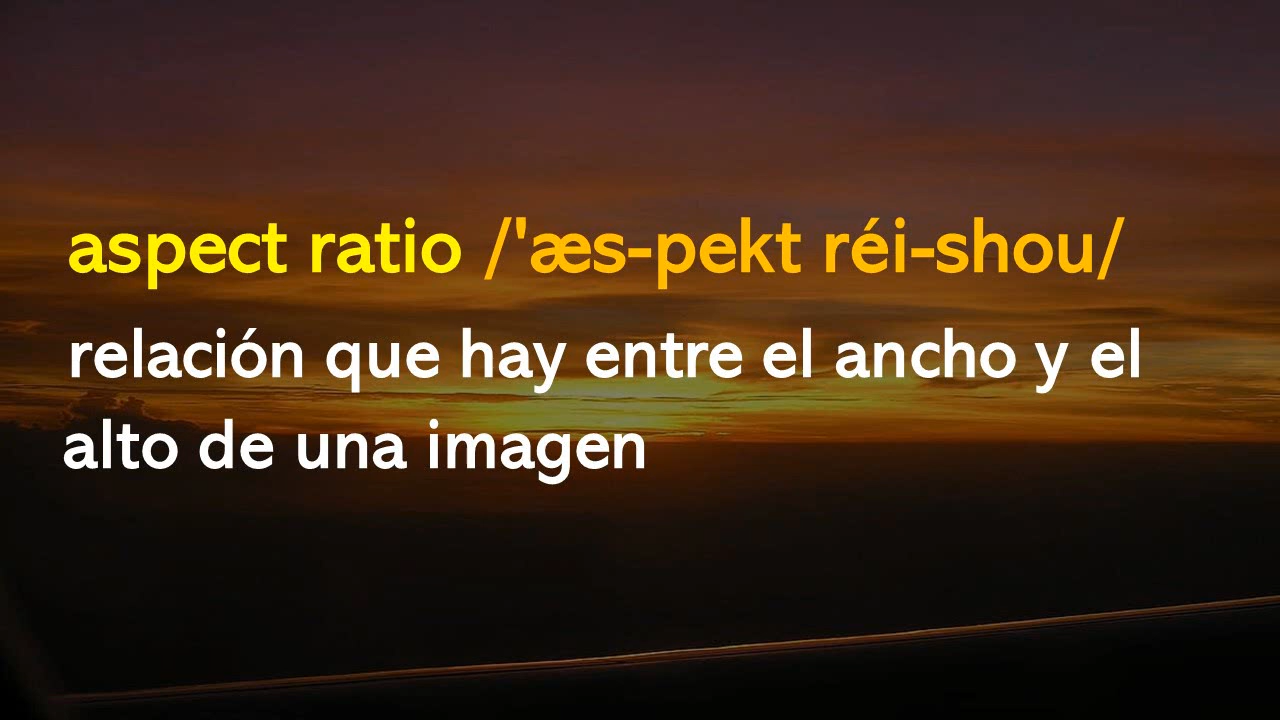 aspect ratio /'æs-pekt réi-shou/
relación que hay entre el ancho y el
alto de una imagen